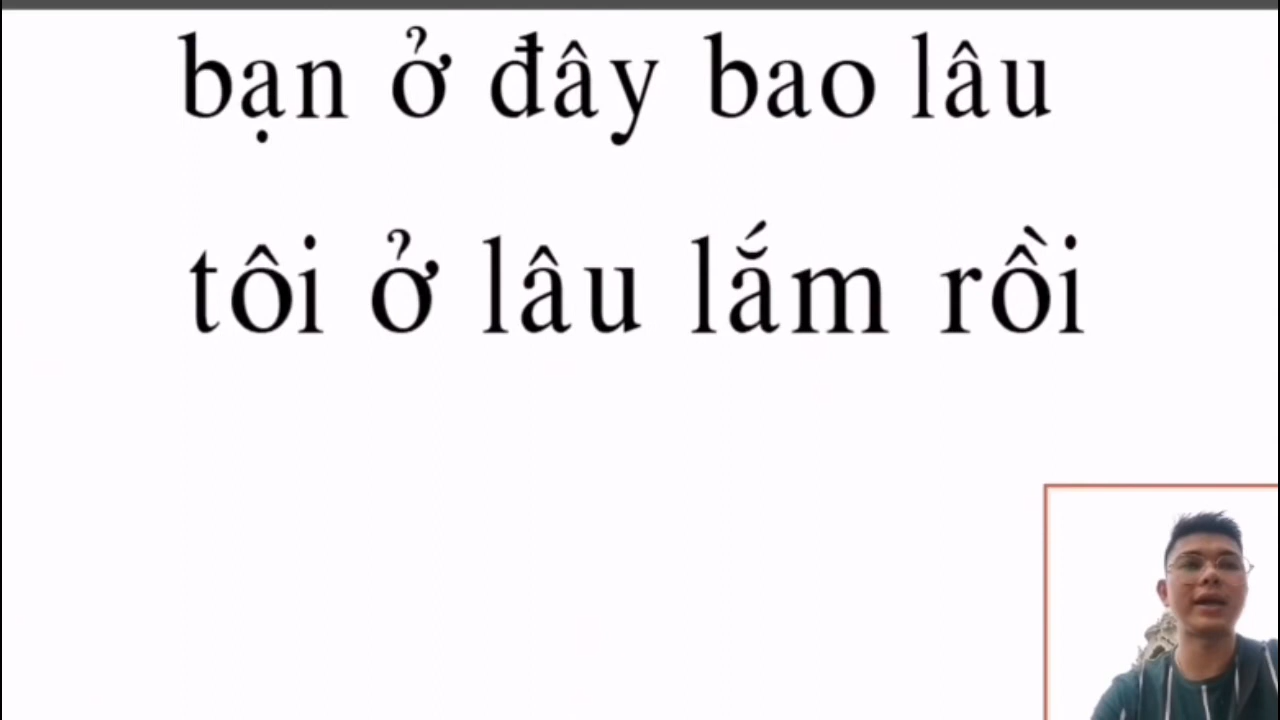 bạn ở đây bao lâu
tôi ở lâu lắm rồi